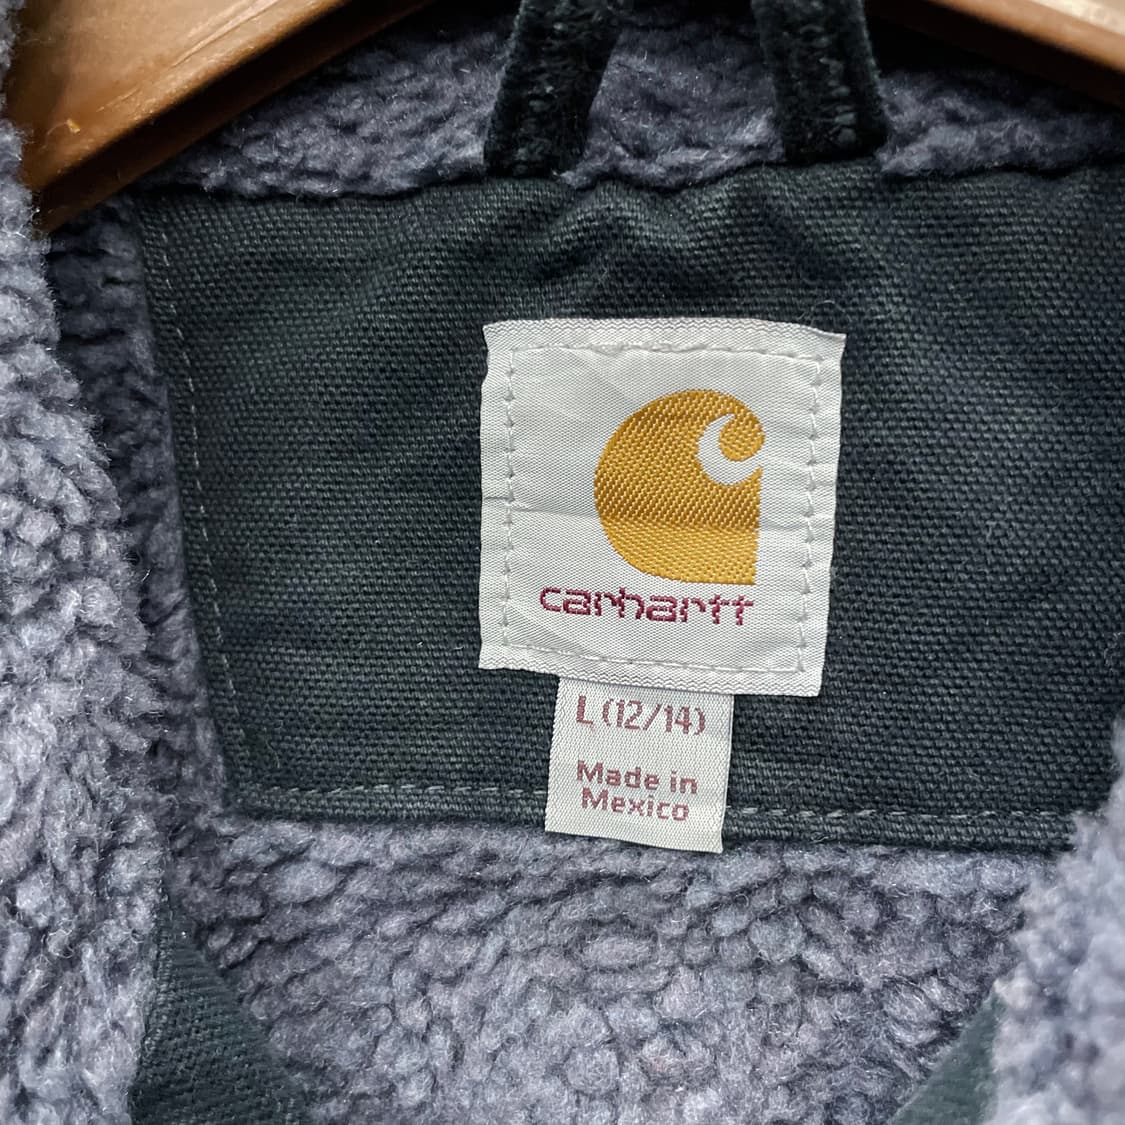 carhartt
L (12/14)
Made in
Mexico